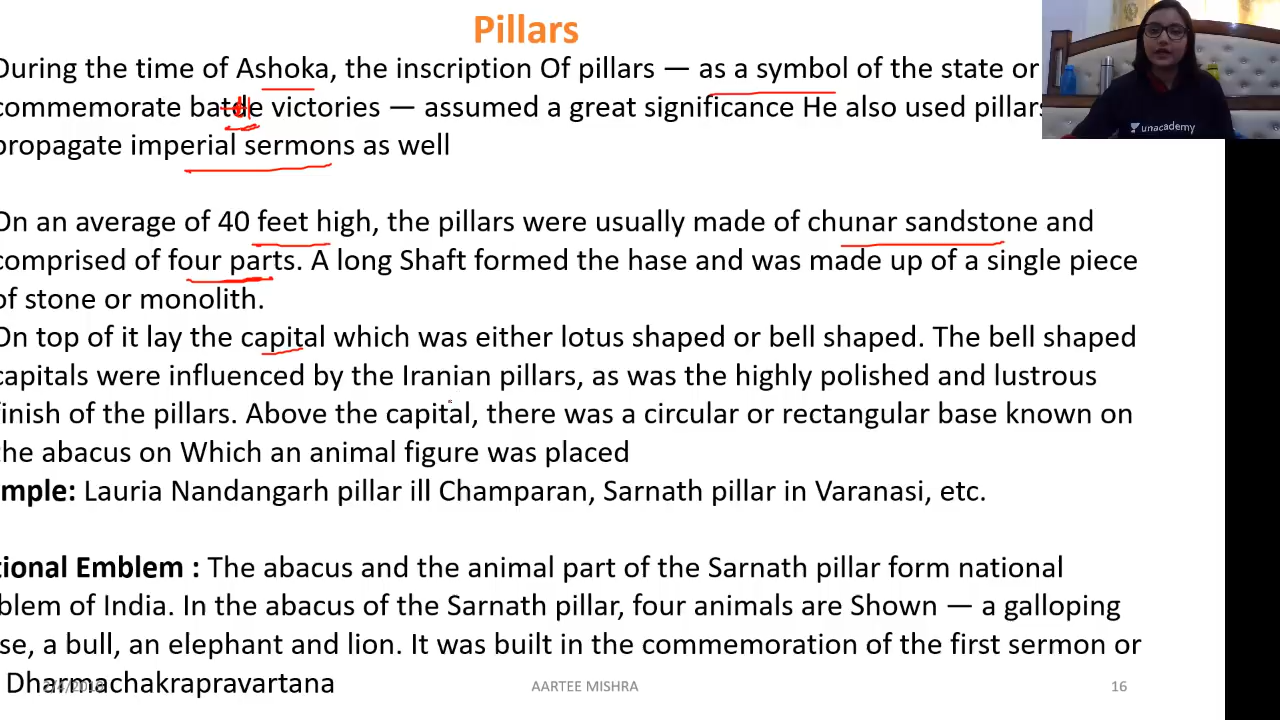 Pillars
During the time of Ashoka, the inscription Of pillars — as a symbol of the state or
commemorate battle victories — assumed a great significance He also used pillars
propagate imperial sermons as well
On an average of 40 feet high, the pillars were usually made of chunar sandstone and
comprised of four parts. A long Shaft formed the hase and was made up of a single piece
of stone or monolith.
On top of it lay the capital which was either lotus shaped or bell shaped. The bell shaped
capitals were influenced by the Iranian pillars, as was the highly polished and lustrous
finish of the pillars. Above the capital, there was a circular or rectangular base known on
the abacus on Which an animal figure was placed
mple: Lauria Nandangarh pillar ill Champaran, Sarnath pillar in Varanasi, etc.
tional Emblem : The abacus and the animal part of the Sarnath pillar form national
blem of India. In the abacus of the Sarnath pillar, four animals are Shown — a galloping
se, a bull, an elephant and lion. It was built in the commemoration of the first sermon or
Dharmachakrapravartana
AARTEE MISHRA
16
unacademy